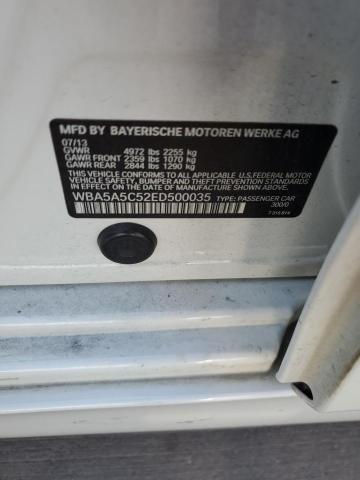 MFD BY BAYERISCHE MOTOREN WERKE AG
07/13
GVWR 4972 lbs 2255 kg
GAWR FRONT 2359 lbs 1070 kg
GAWR REAR 2844 lbs 1290 kg
THIS VEHICLE CONFORMS TO ALL APPLICABLE
U.S. FEDERAL MOTOR
VEHICLE SAFETY, BUMPER, AND THEFT PREVENTION
STANDARDS IN EFFECT ON THE DATE OF
MANUFACTURE SHOWN ABOVE.
WBA5A5C52ED500035 TYPE: PASSENGER CAR
300/0